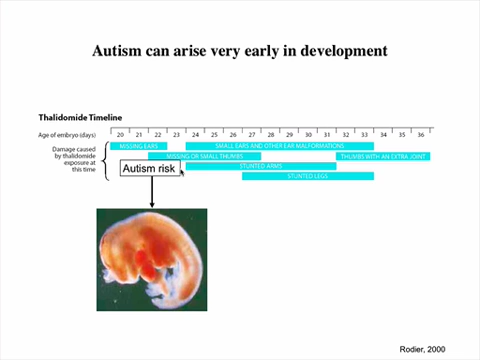 Autism can arise very early in development
Thalidomide Timeline
Age of embryo (days) 20 21 22 23 24 25 26 27 28 29 30 31 32 33 34 35 36
Damage caused
by thalidomide
exposure at
this time
MISSING EARS SMALL EARS AND OTHER EAR MALFORMATIONS
MISSING OR SMALL THUMBS THUMBS WITH AN EXTRA JOINT
STUNTED ARMS
STUNTED LEGS
Autism risk
Rodier, 2000